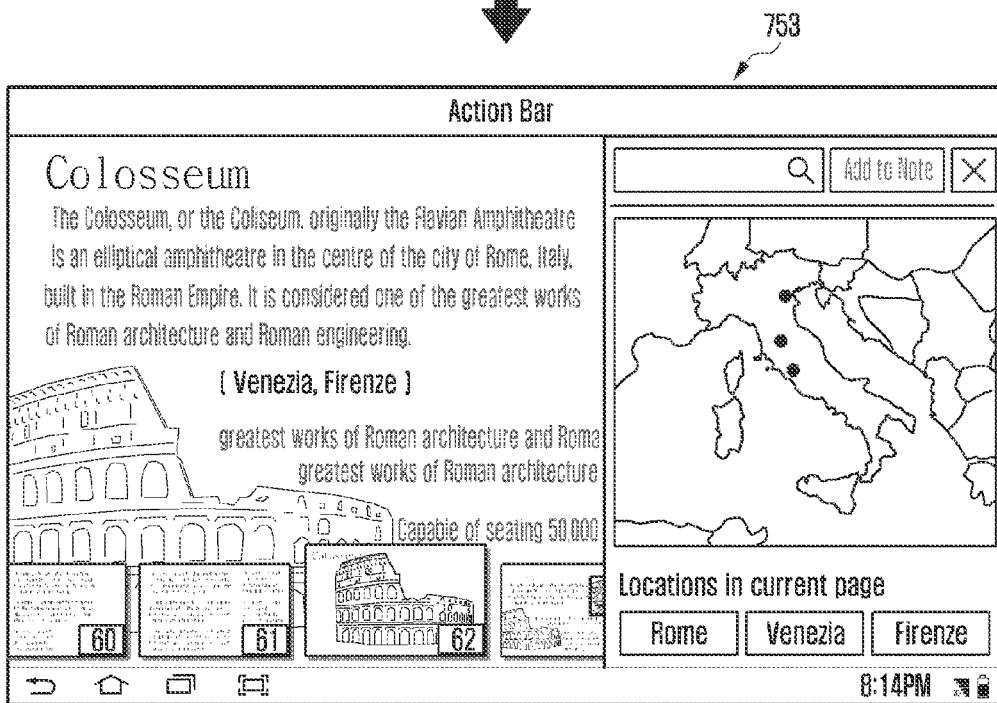 753
Action Bar
Colosseum
The Colosseum, or the Coliseum, originally the Flavian Amphitheatre
is an elliptical amphitheatre in the centre of the city of Rome, Italy,
built in the Roman Empire. It is considered one of the greatest works
of Roman architecture and Roman engineering.
( Venezia, Firenze )
greatest works of Roman architecture and Roma
greatest works of Roman architecture
Capable of seating 50,000
60
61
Colosseum
62
Add to Note
Locations in current page
Rome
Venezia
Firenze
8:14PM